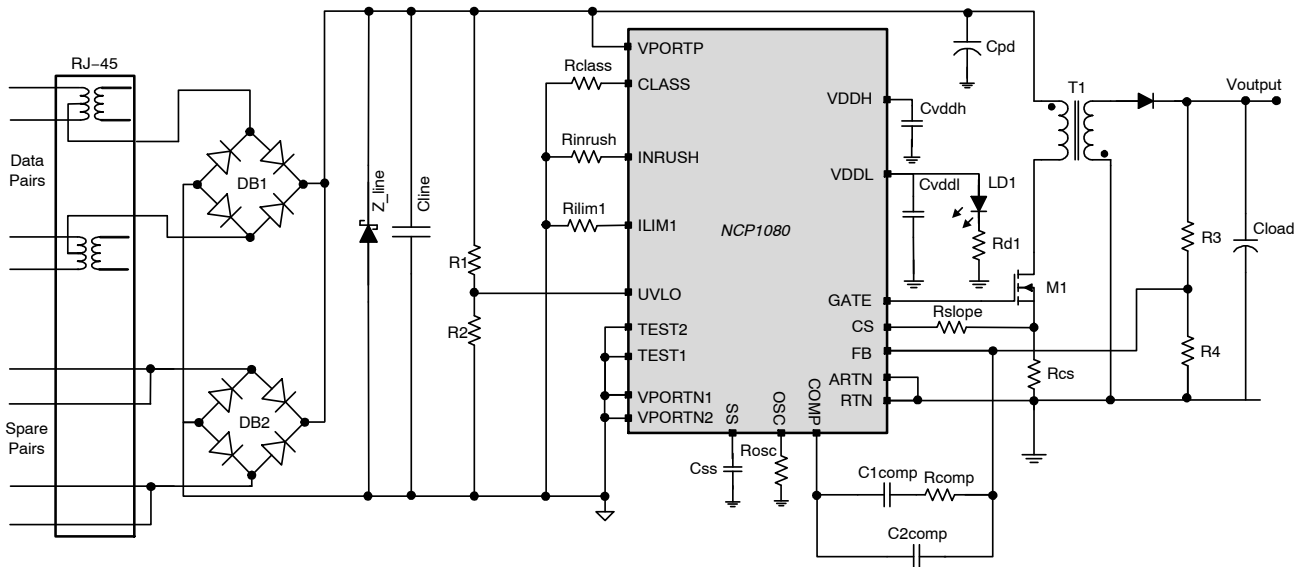 RJ-45
Data
Pairs
Spare
Pairs
DB1
DB2
Z_line
Cline
R1
R2
Rclass
Rinrush
Rilim1
VPORTP
CLASS
INRUSH
ILIM1
UVLO
TEST2
TEST1
VPORTN1
VPORTN2
NCP1080
VDDH
VDDL
GATE
CS
FB
ARTN
RTN
SS
OSC
COMP
Css
Rosc
C1comp
Rcomp
C2comp
Cvddh
Cvddl
LD1
Rd1
Cpd
T1
M1
Rslope
Rcs
Voutput
R3
R4
Cload